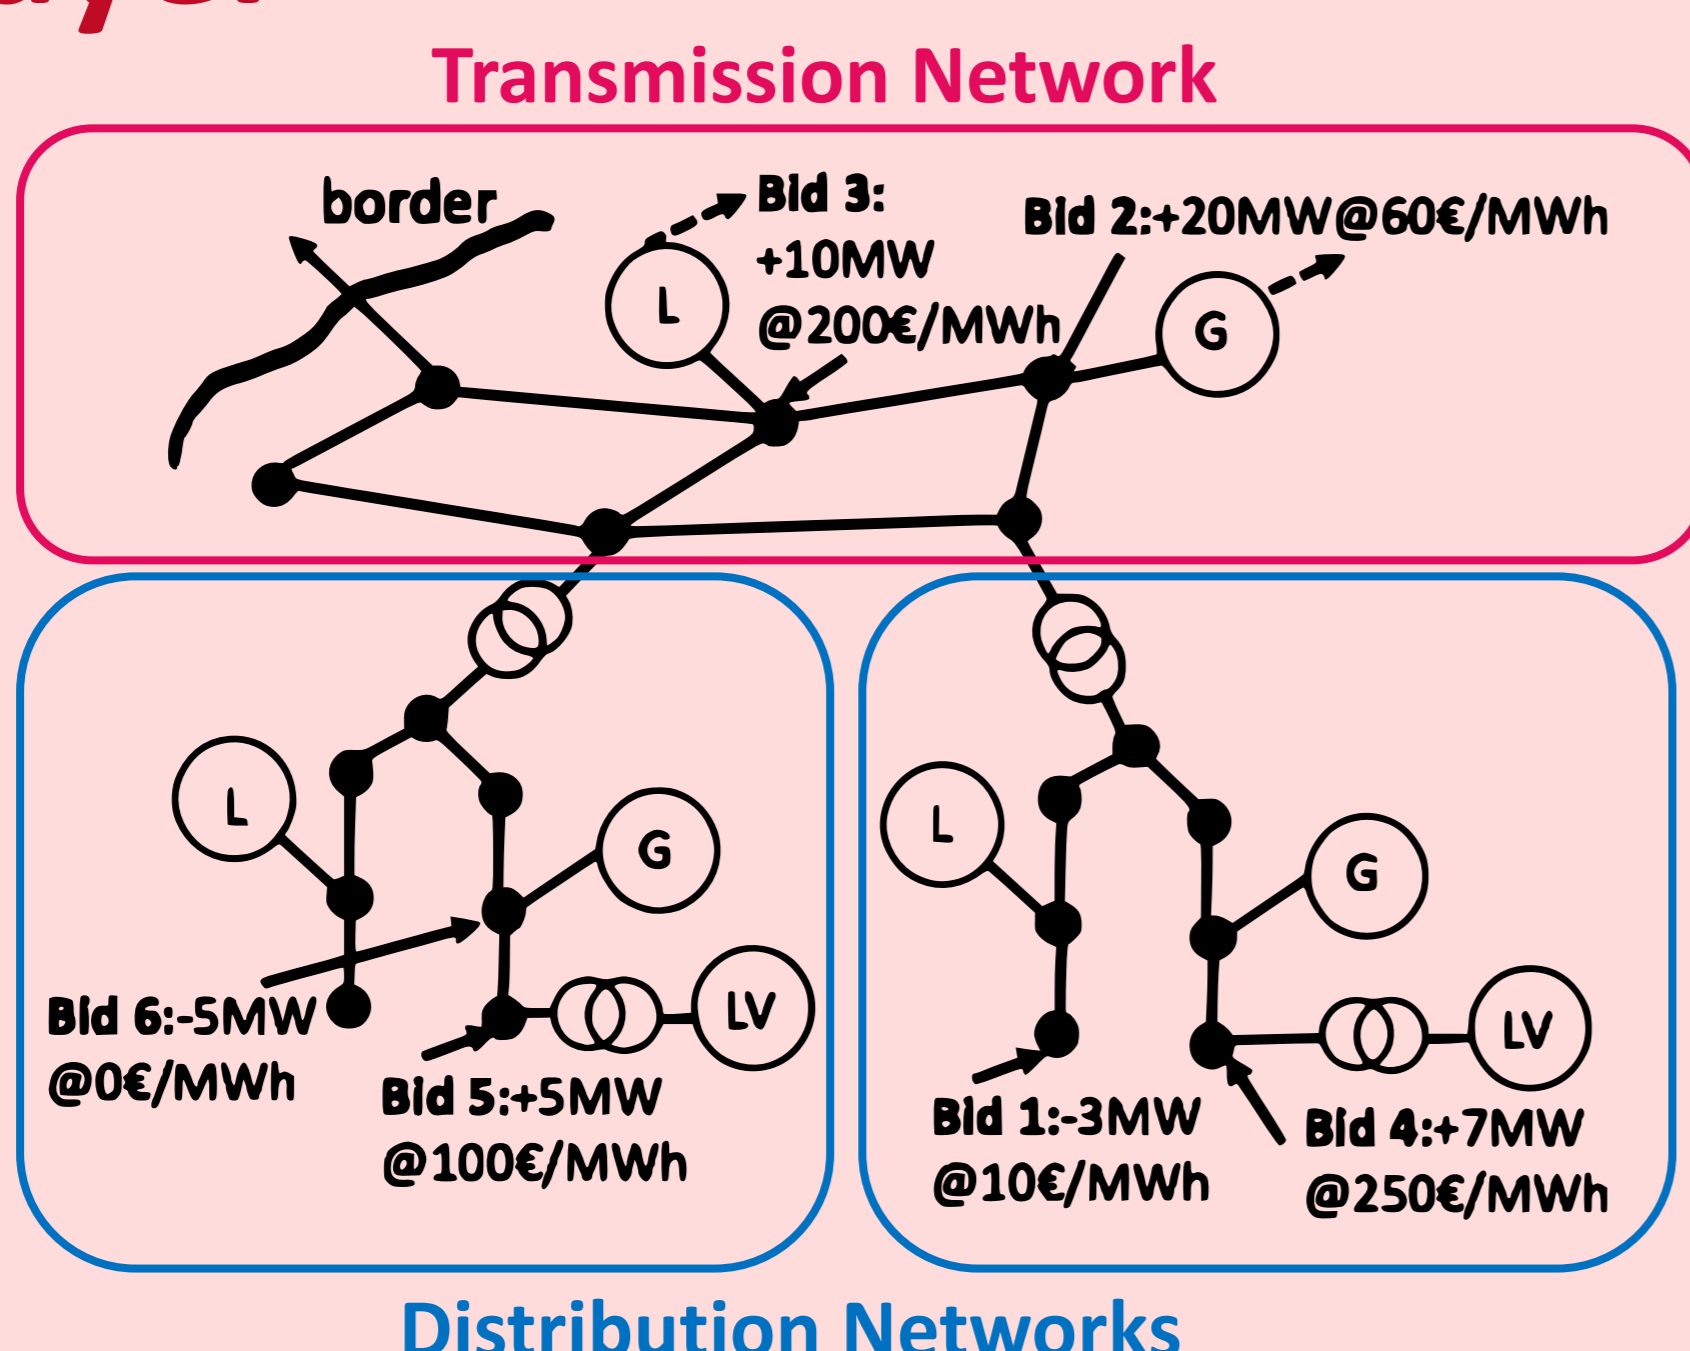 Transmission Network
border
Bid 3:
+10MW
@200€/MWh
Bid 2:+20MW@60€/MWh
L
G
L
G
LV
Bid 6:-5MW
@0€/MWh
Bid 5:+5MW
@100€/MWh
L
G
LV
Bid 1:-3MW
@10€/MWh
Bid 4:+7MW
@250€/MWh
Distribution Networks